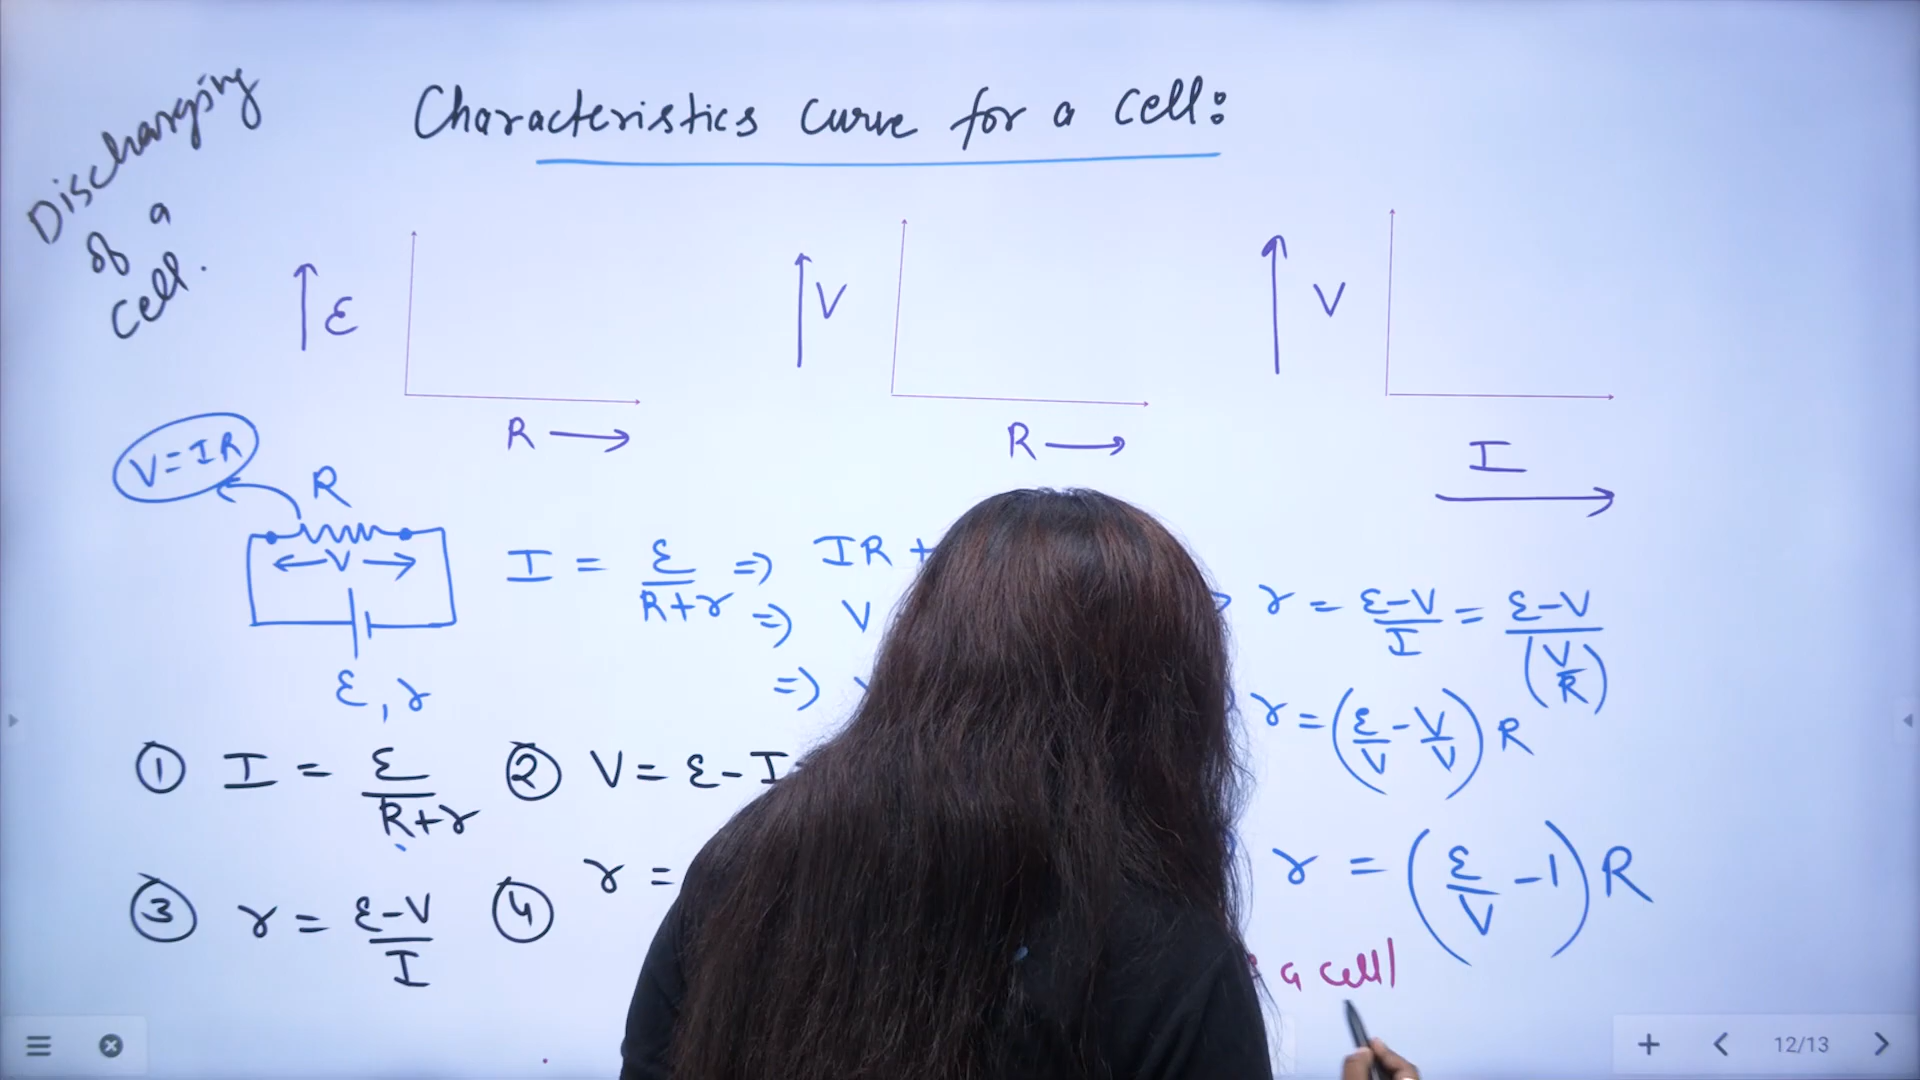 Characteristics Curve for a Cell:
Discharging
of a
cell.
ε
R
V
R
V
I
V = IR
R
V
ε, r
I = ε/(R+r) => IR +
=> V
=>
r = (ε-V)/I = (ε-V)/(V/R)
r = (ε/V - V/V) R
① I = ε/(R+r)
② V = ε - I
③ r = (ε-V)/I
④ r =
r = (ε/V - 1) R
a cell
12/13